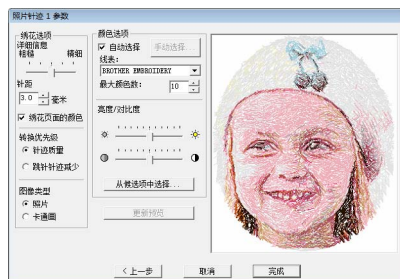 照片针迹 1 参数
绣花选项
详细信息
粗糙 精细
针距
3.0 毫米
绣花页面的颜色
转换优先级
针迹质量
跳针针迹减少
图像类型
照片
卡通图
颜色选项
自动选择 手动选择...
线表:
BROTHER EMBROIDERY
最大颜色数: 10
亮度/对比度
从候选项中选择...
更新预览
< 上一步 取消 完成